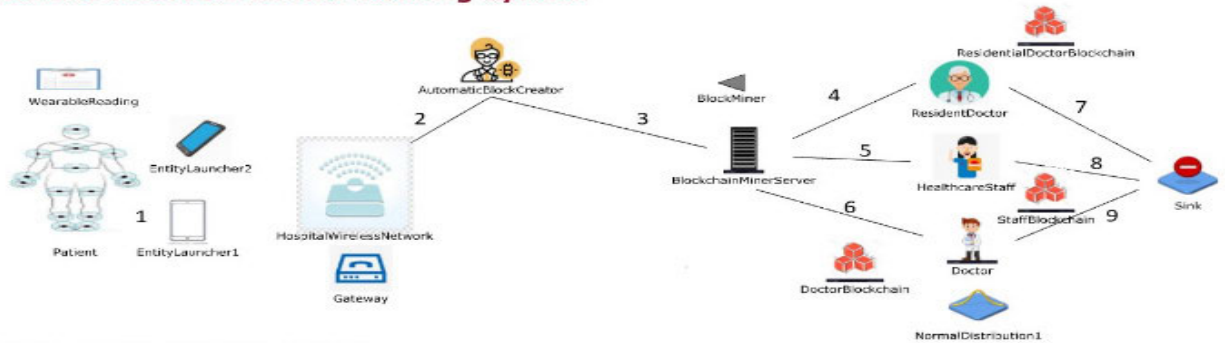 ResidentialDoctorBlockchain
AutomaticBlockCreator
WearableReading
BlockMiner
4
ResidentDoctor
7
2
3
EntityLauncher2
5
8
BlockchainMinerServer
HealthcareStaff
Sink
1
6
StaffBlockchain
9
HospitalWirelessNetwork
Patient
EntityLauncher1
Doctor
DoctorBlockchain
Gateway
NormalDistribution1